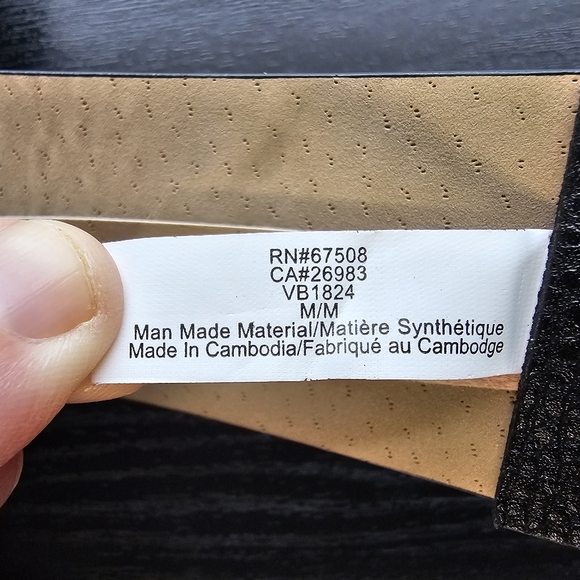 RN#67508
CA#26983
VB1824
M/M
Man Made Material/Matière Synthétique
Made In Cambodia/Fabriqué au Cambodge